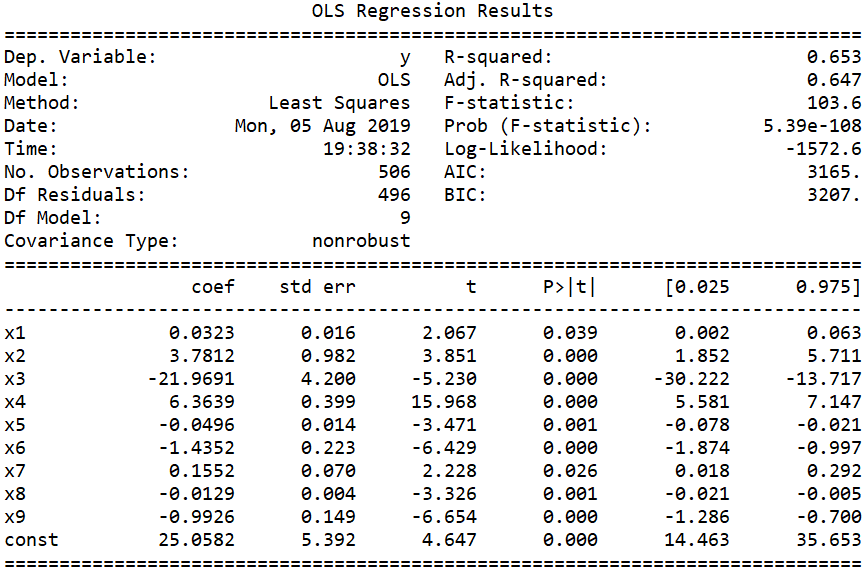 OLS Regression Results
==============================================================================
Dep. Variable:                      y   R-squared:                       0.653
Model:                            OLS   Adj. R-squared:                  0.647
Method:                 Least Squares   F-statistic:                     103.6
Date:                Mon, 05 Aug 2019   Prob (F-statistic):          5.39e-108
Time:                        19:38:32   Log-Likelihood:                -1572.6
No. Observations:                 506   AIC:                             3165.
Df Residuals:                     496   BIC:                             3207.
Df Model:                           9
Covariance Type:            nonrobust
==============================================================================
                 coef    std err          t      P>|t|      [0.025      0.975]
------------------------------------------------------------------------------
x1             0.0323      0.016      2.067      0.039       0.002       0.063
x2             3.7812      0.982      3.851      0.000       1.852       5.711
x3           -21.9691      4.200     -5.230      0.000     -30.222     -13.717
x4             6.3639      0.399     15.968      0.000       5.581       7.147
x5            -0.0496      0.014     -3.471      0.001      -0.078      -0.021
x6            -1.4352      0.223     -6.429      0.000      -1.874      -0.997
x7             0.1552      0.070      2.228      0.026       0.018       0.292
x8            -0.0129      0.004     -3.326      0.001      -0.021      -0.005
x9            -0.9926      0.149     -6.654      0.000      -1.286      -0.700
const         25.0582      5.392      4.647      0.000      14.463      35.653
==============================================================================